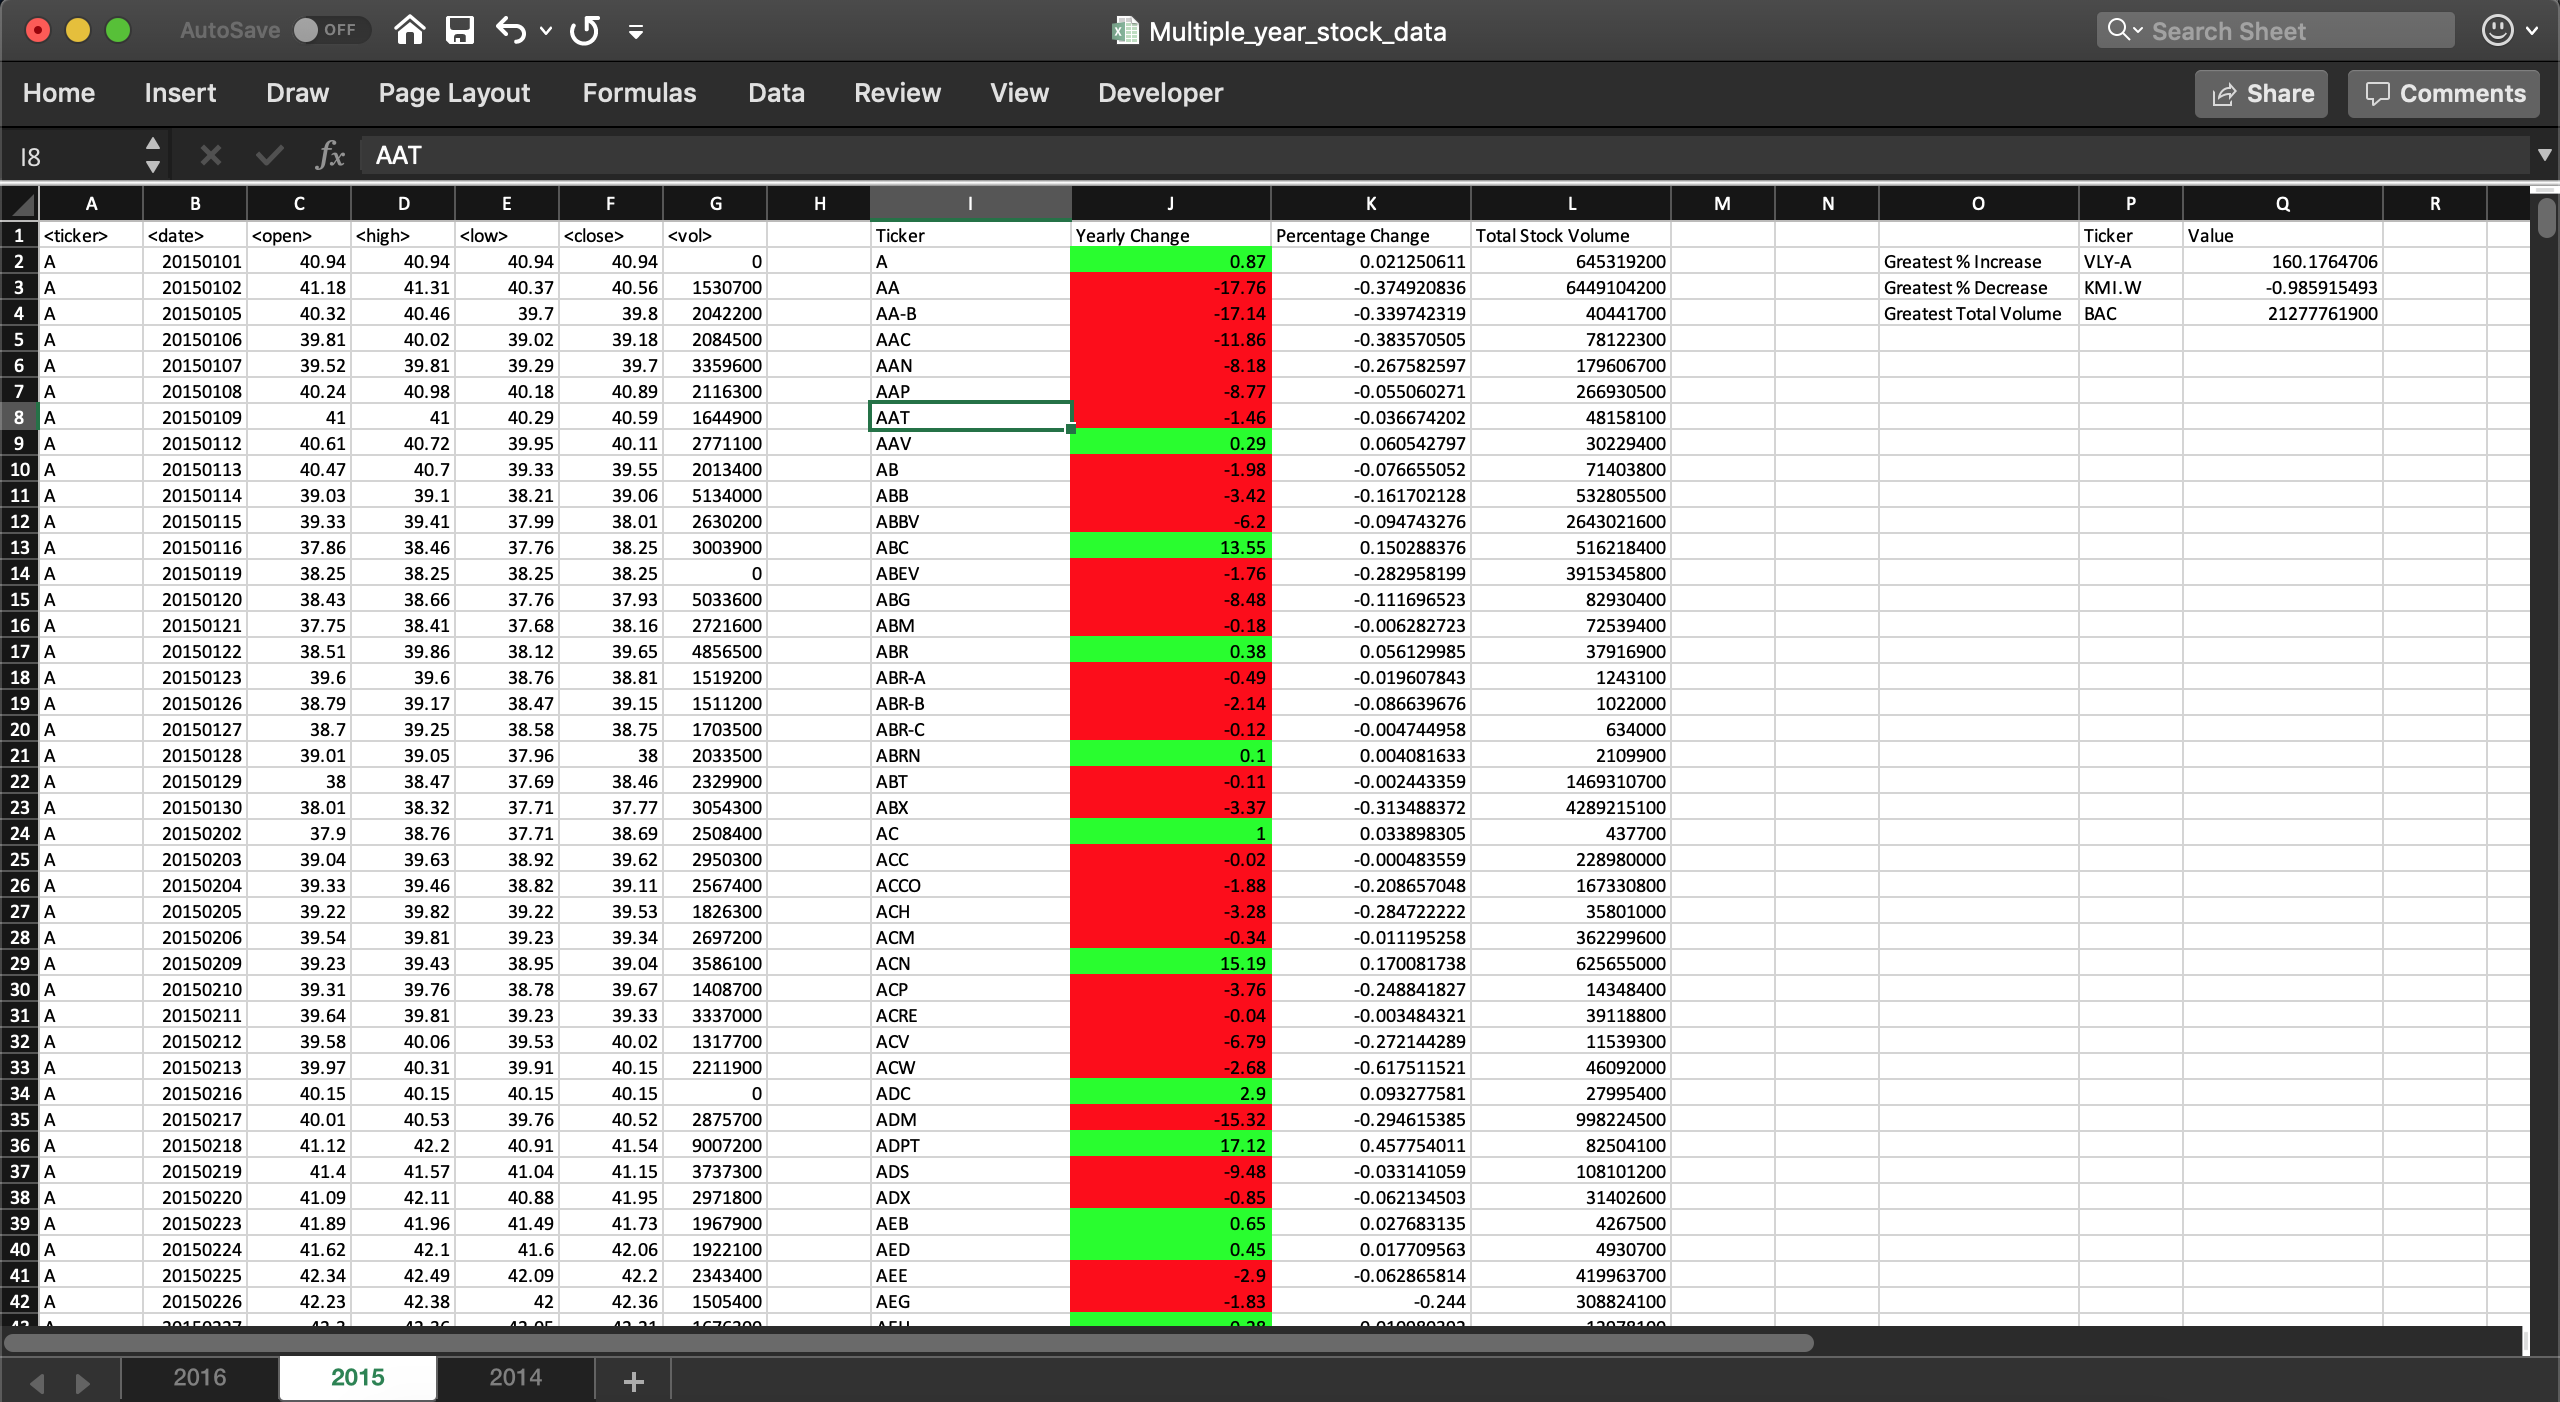 AutoSave OFF Multiple_year_stock_data Search Sheet
Home Insert Draw Page Layout Formulas Data Review View Developer Share Comments
I8 fx AAT
A B C D E F G H I J K L M N O P Q R
1 <ticker> <date> <open> <high> <low> <close> <vol> Ticker Yearly Change Percentage Change Total Stock Volume Ticker Value
2 A 20150101 40.94 40.94 40.94 40.94 0 A 0.87 0.021250611 645319200 Greatest % Increase VLY-A 160.1764706
3 A 20150102 41.18 41.31 40.37 40.56 1530700 AA -17.76 -0.374920836 6449104200 Greatest % Decrease KMI.W -0.985915493
4 A 20150105 40.32 40.46 39.7 39.8 2042200 AA-B -17.14 -0.339742319 40441700 Greatest Total Volume BAC 21277761900
5 A 20150106 39.81 40.02 39.02 39.18 2084500 AAC -11.86 -0.383570505 78122300
6 A 20150107 39.52 39.81 39.29 39.7 3359600 AAN -8.18 -0.267582597 179606700
7 A 20150108 40.24 40.98 40.18 40.89 2116300 AAP -8.77 -0.055060271 266930500
8 A 20150109 41 41 40.29 40.59 1644900 AAT -1.46 -0.036674202 48158100
9 A 20150112 40.61 40.72 39.95 40.11 2771100 AAV 0.29 0.060542797 30229400
10 A 20150113 40.47 40.7 39.33 39.55 2013400 AB -1.98 -0.076655052 71403800
11 A 20150114 39.03 39.1 38.21 39.06 5134000 ABB -3.42 -0.161702128 532805500
12 A 20150115 39.33 39.41 37.99 38.01 2630200 ABBV -6.2 -0.094743276 2643021600
13 A 20150116 37.86 38.46 37.76 38.25 3003900 ABC 13.55 0.150288376 516218400
14 A 20150119 38.25 38.25 38.25 38.25 0 ABEV -1.76 -0.282958199 3915345800
15 A 20150120 38.43 38.66 37.76 37.93 5033600 ABG -8.48 -0.111696523 82930400
16 A 20150121 37.75 38.41 37.68 38.16 2721600 ABM -0.18 -0.006282723 72539400
17 A 20150122 38.51 39.86 38.12 39.65 4856500 ABR 0.38 0.056129985 37916900
18 A 20150123 39.6 39.6 38.76 38.81 1519200 ABR-A -0.49 -0.019607843 1243100
19 A 20150126 38.79 39.17 38.47 39.15 1511200 ABR-B -2.14 -0.086639676 1022000
20 A 20150127 38.7 39.25 38.58 38.75 1703500 ABR-C -0.12 -0.004744958 634000
21 A 20150128 39.01 39.05 37.96 38 2033500 ABRN 0.1 0.004081633 2109900
22 A 20150129 38 38.47 37.69 38.46 2329900 ABT -0.11 -0.002443359 1469310700
23 A 20150130 38.01 38.32 37.71 37.77 3054300 ABX -3.37 -0.313488372 4289215100
24 A 20150202 37.9 38.76 37.71 38.69 2508400 AC 1 0.033898305 437700
25 A 20150203 39.04 39.63 38.92 39.62 2950300 ACC -0.02 -0.000483559 228980000
26 A 20150204 39.33 39.46 38.82 39.11 2567400 ACCO -1.88 -0.208657048 167330800
27 A 20150205 39.22 39.82 39.22 39.53 1826300 ACH -3.28 -0.284722222 35801000
28 A 20150206 39.54 39.81 39.23 39.34 2697200 ACM -0.34 -0.011195258 362299600
29 A 20150209 39.23 39.43 38.95 39.04 3586100 ACN 15.19 0.170081738 625655000
30 A 20150210 39.31 39.76 38.78 39.67 1408700 ACP -3.76 -0.248841827 14348400
31 A 20150211 39.64 39.81 39.23 39.33 3337000 ACRE -0.04 -0.003484321 39118800
32 A 20150212 39.58 40.06 39.53 40.02 1317700 ACV -6.79 -0.272144289 11539300
33 A 20150213 39.97 40.31 39.91 40.15 2211900 ACW -2.68 -0.617511521 46092000
34 A 20150216 40.15 40.15 40.15 40.15 0 ADC 2.9 0.093277581 27995400
35 A 20150217 40.01 40.53 39.76 40.52 2875700 ADM -15.32 -0.294615385 998224500
36 A 20150218 41.12 42.2 40.91 41.54 9007200 ADPT 17.12 0.457754011 82504100
37 A 20150219 41.4 41.57 41.04 41.15 3737300 ADS -9.48 -0.033141059 108101200
38 A 20150220 41.09 42.11 40.88 41.95 2971800 ADX -0.85 -0.062134503 31402600
39 A 20150223 41.89 41.96 41.49 41.73 1967900 AEB 0.65 0.027683135 4267500
40 A 20150224 41.62 42.1 41.6 42.06 1922100 AED 0.45 0.017709563 4930700
41 A 20150225 42.34 42.49 42.09 42.2 2343400 AEE -2.9 -0.062865814 419963700
42 A 20150226 42.23 42.38 42 42.36 1505400 AEG -1.83 -0.244 308824100
2016 2015 2014 +